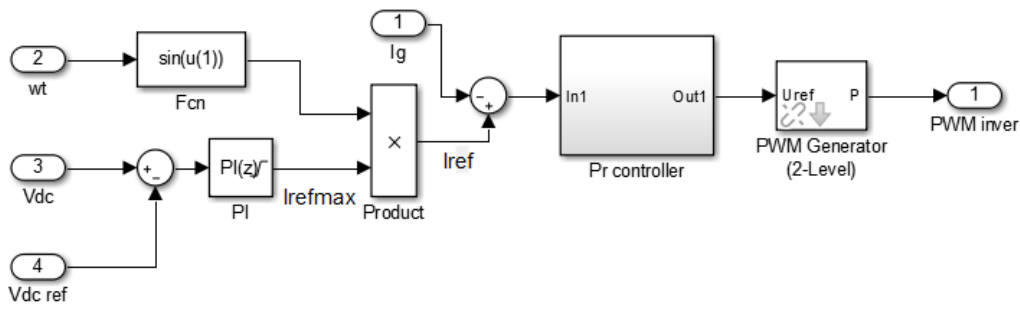 1
Ig
2
wt
sin(u(1))
Fcn
3
Vdc
+
−
PI(z)
PI
Irefmax
×
Product
Iref
−
+
In1
Out1
Pr controller
Uref
P
PWM Generator
(2-Level)
1
PWM inver
4
Vdc ref